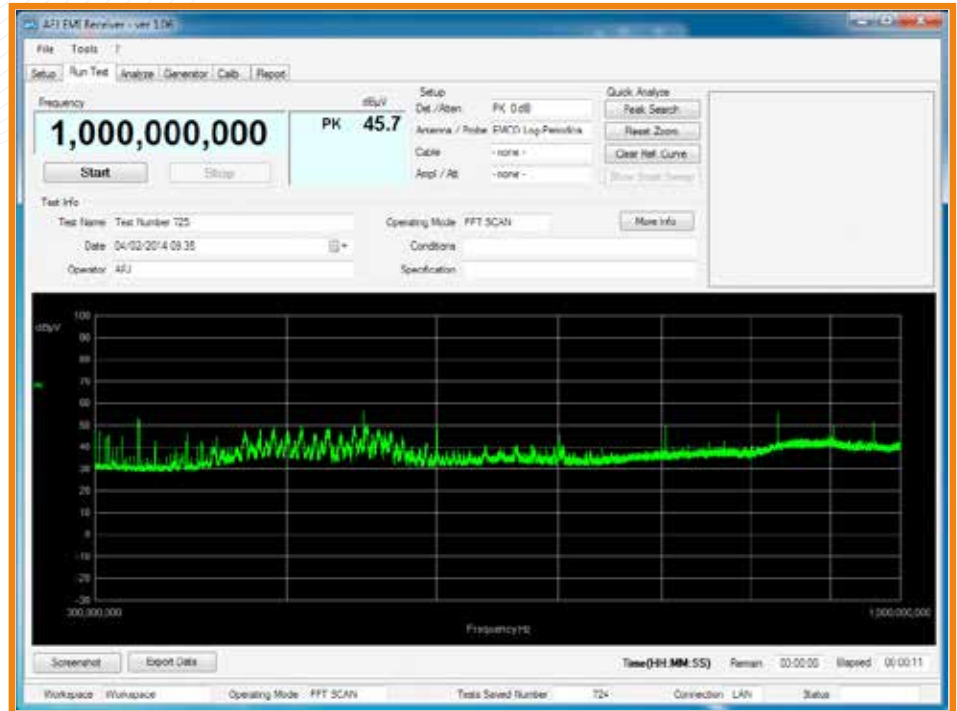 AFJ EMI Receiver - ver 1.06
File Tools ?
Setup Run Test Analyze Generator Calib Report
Frequency
dBµV
1,000,000,000
PK 45.7
Start Stop
Setup
Det./Atten PK 0 dB
Antenna / Probe EMCO Log-Periodica
Cable - none -
Ampl / Att - none -
Quick Analyze
Peak Search
Reset Zoom
Clear Ref. Curve
Test Info
Test Name Test Number 725
Date 04/02/2014 09.35
Operator AFJ
Operating Mode FFT SCAN
Conditions
Specification
More Info
dBµV
100
90
80
70
60
50
40
30
20
10
0
-10
-20
-30
300,000,000
1,000,000,000
Frequency Hz
Screenshot Export Data
Time(HH:MM:SS) Remain 00:00:00 Elapsed 00:00:11
Workspace Workspace Operating Mode FFT SCAN Tests Saved Number 724 Connection LAN Status